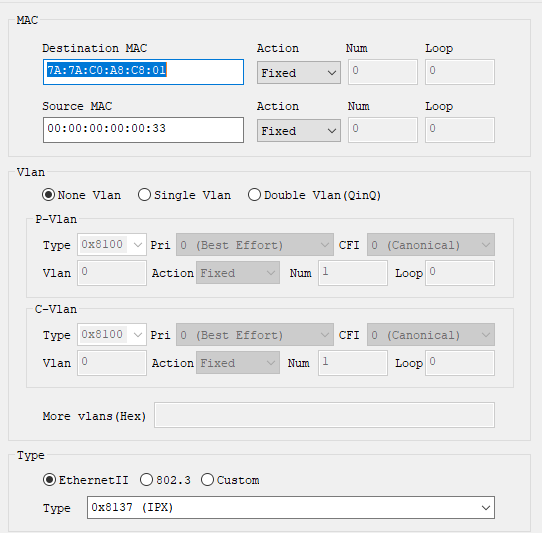 MAC
Destination MAC Action Num Loop
7A:7A:C0:A8:C8:01 Fixed 0 0
Source MAC Action Num Loop
00:00:00:00:00:33 Fixed 0 0
Vlan
None Vlan Single Vlan Double Vlan(QinQ)
P-Vlan
Type 0x8100 Pri 0 (Best Effort) CFI 0 (Canonical)
Vlan 0 Action Fixed Num 1 Loop 0
C-Vlan
Type 0x8100 Pri 0 (Best Effort) CFI 0 (Canonical)
Vlan 0 Action Fixed Num 1 Loop 0
More vlans(Hex)
Type
EthernetII 802.3 Custom
Type 0x8137 (IPX)